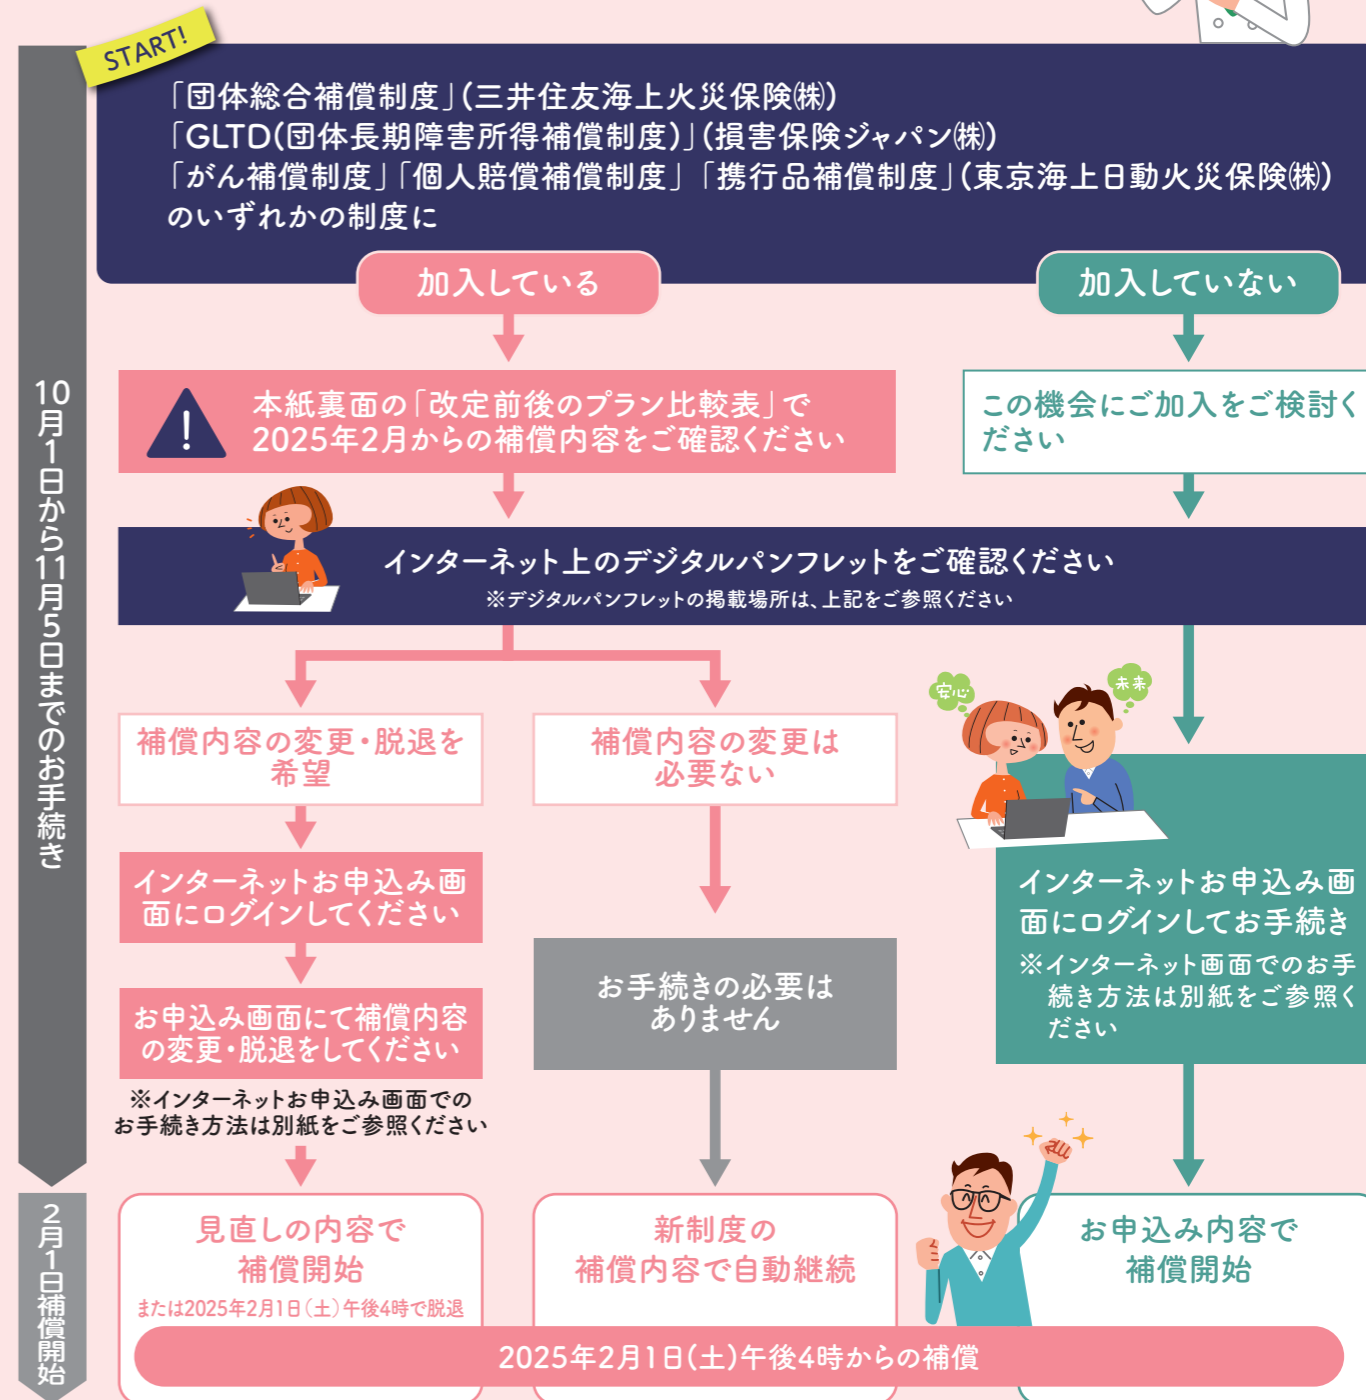 START!
「団体総合補償制度」(三井住友海上火災保険㈱)
「GLTD(団体長期障害所得補償制度)」(損害保険ジャパン㈱)
「がん補償制度」「個人賠償補償制度」「携行品補償制度」(東京海上日動火災保険㈱)
のいずれかの制度に
加入している
加入していない
10月1日から11月5日までのお手続き
本紙裏面の「改定前後のプラン比較表」で
2025年2月からの補償内容をご確認ください
この機会にご加入をご検討く
ださい
インターネット上のデジタルパンフレットをご確認ください
※デジタルパンフレットの掲載場所は、上記をご参照ください
安心
未来
補償内容の変更・脱退を
希望
補償内容の変更は
必要ない
インターネットお申込み画
面にログインしてください
お申込み画面にて補償内容
の変更・脱退をしてください
※インターネットお申込み画面での
お手続き方法は別紙をご参照ください
お手続きの必要は
ありません
インターネットお申込み画
面にログインしてお手続き
※インターネット画面でのお手
続き方法は別紙をご参照く
ださい
2月1日補償開始
見直しの内容で
補償開始
または2025年2月1日(土)午後4時で脱退
新制度の
補償内容で自動継続
お申込み内容で
補償開始
2025年2月1日(土)午後4時からの補償